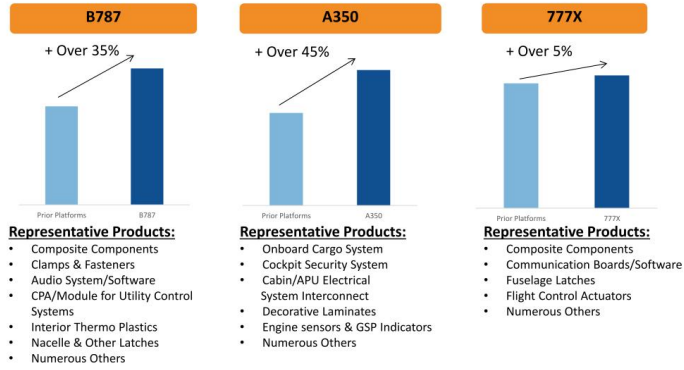 B787
+ Over 35%
Prior Platforms
B787
Representative Products:
• Composite Components
• Clamps & Fasteners
• Audio System/Software
• CPA/Module for Utility Control
Systems
• Interior Thermo Plastics
• Nacelle & Other Latches
• Numerous Others
A350
+ Over 45%
Prior Platforms
A350
Representative Products:
• Onboard Cargo System
• Cockpit Security System
• Cabin/APU Electrical
System Interconnect
• Decorative Laminates
• Engine sensors & GSP Indicators
• Numerous Others
777X
+ Over 5%
Prior Platforms
777X
Representative Products:
• Composite Components
• Communication Boards/Software
• Fuselage Latches
• Flight Control Actuators
• Numerous Others